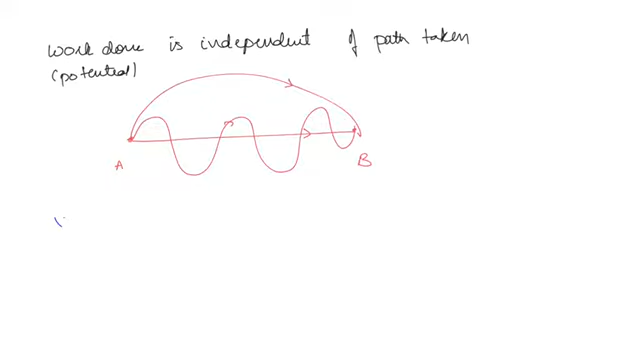 work done is independent of path taken
(potential)
A
B